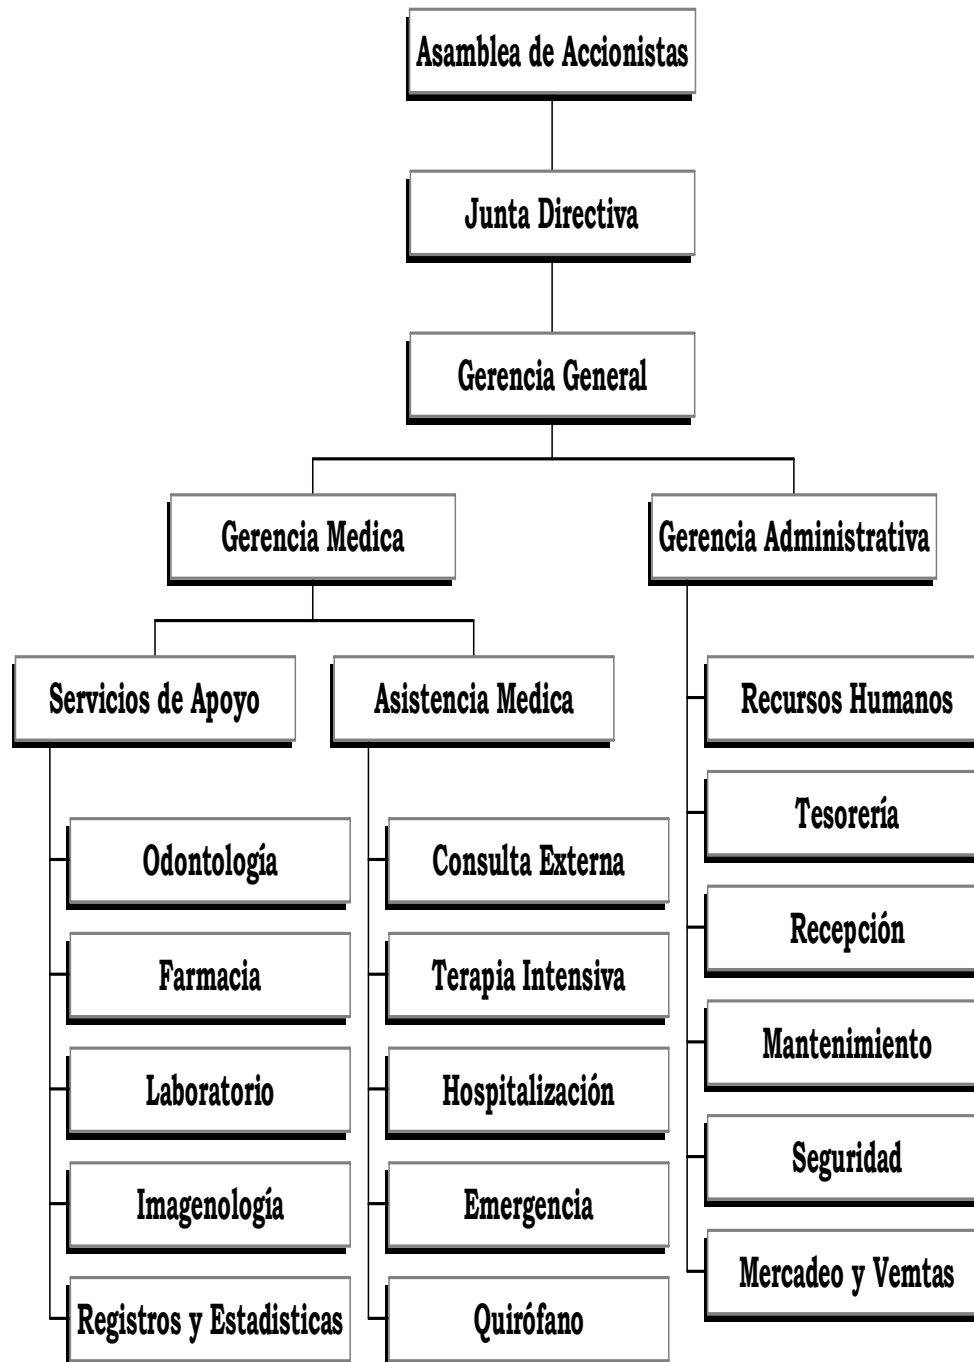 Asamblea de Accionistas
Junta Directiva
Gerencia General
Gerencia Medica
Gerencia Administrativa
Servicios de Apoyo
Asistencia Medica
Odontología
Farmacia
Laboratorio
Imagenología
Registros y Estadisticas
Consulta Externa
Terapia Intensiva
Hospitalización
Emergencia
Quirófano
Recursos Humanos
Tesorería
Recepción
Mantenimiento
Seguridad
Mercadeo y Vemtas